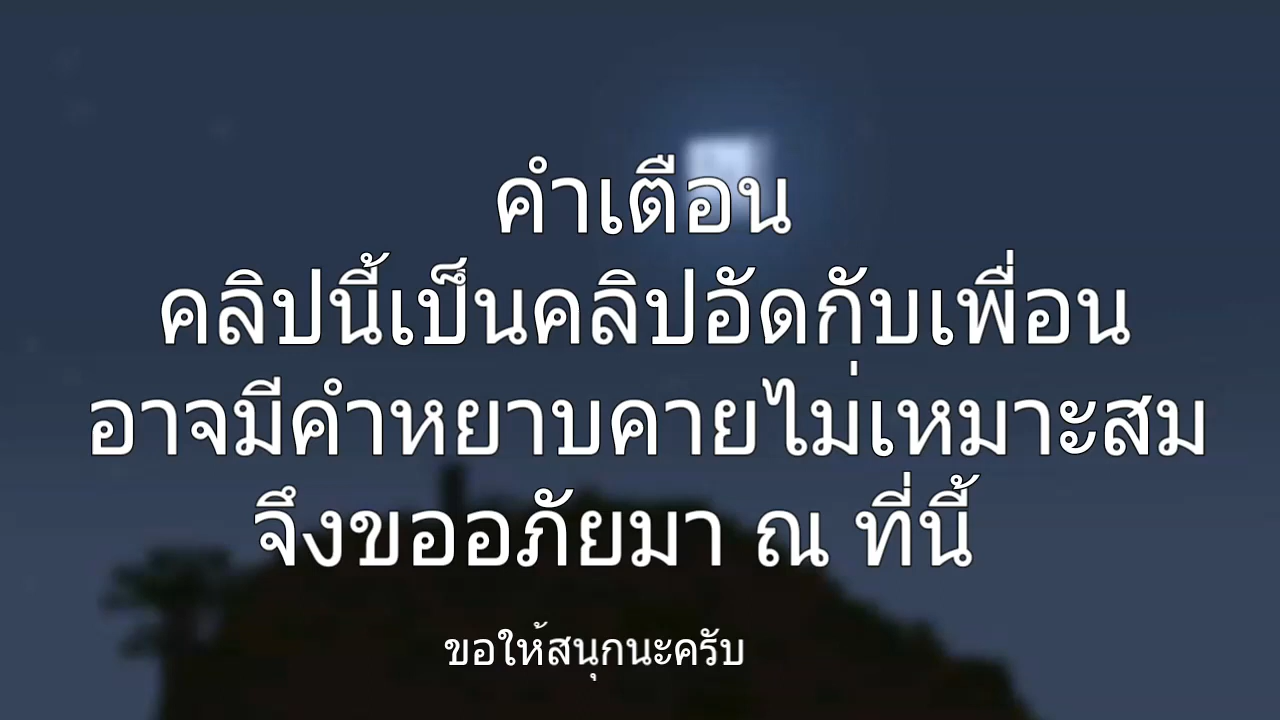 คำเตือน
คลิปนี้เป็นคลิปอัดกับเพื่อน
อาจมีคำหยาบคายไม่เหมาะสม
จึงขออภัยมา ณ ที่นี้
ขอให้สนุกนะครับ